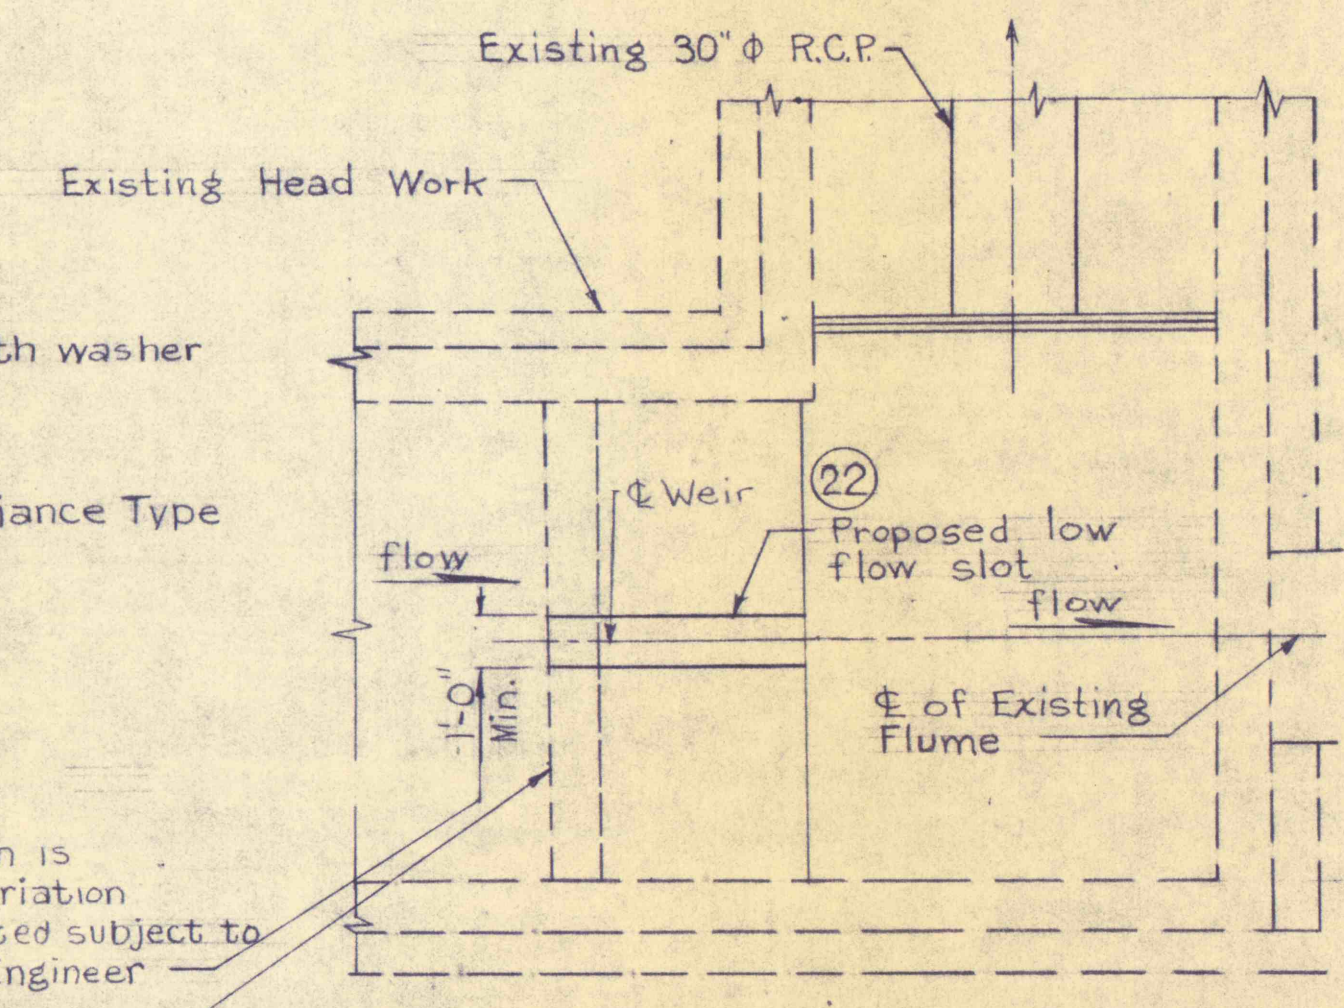 Existing 30" ϕ R.C.P.
Existing Head Work
th washer
iance Type
℄ Weir
22
Proposed low
flow slot
flow
flow
1'-0"
Min.
℄ of Existing
Flume
n is
riation
ted subject to
ngineer